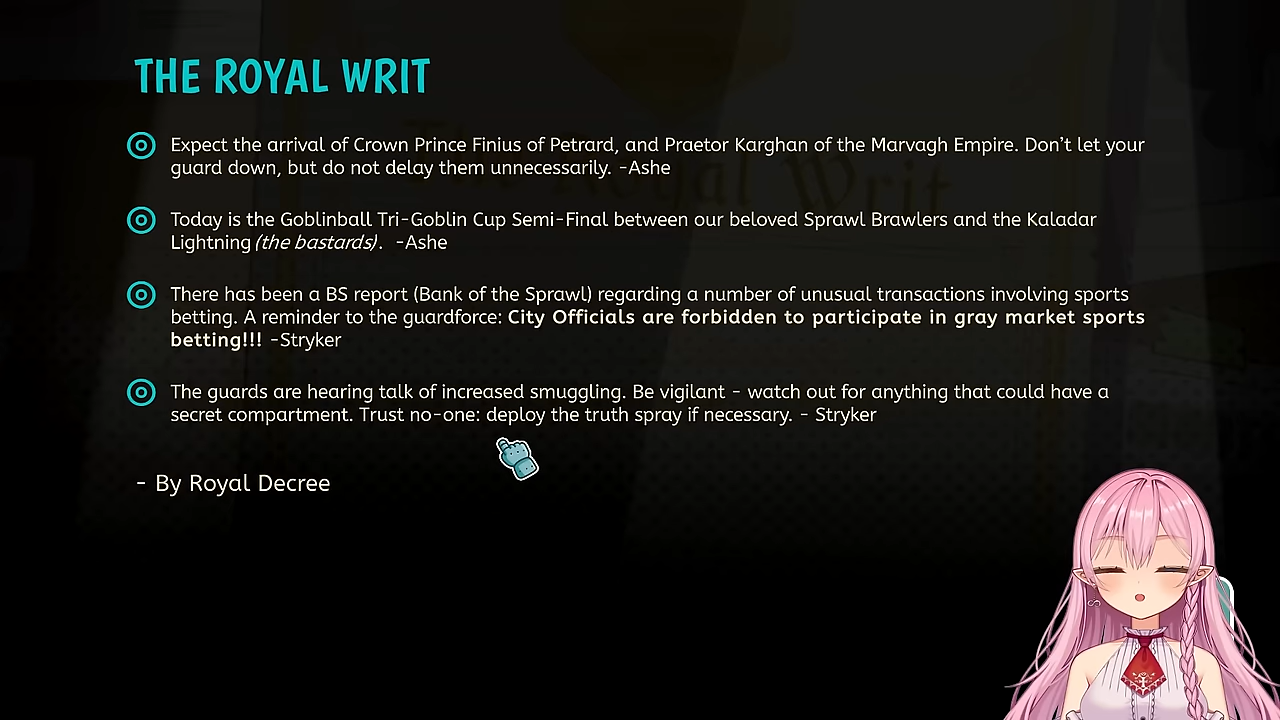 THE ROYAL WRIT
Expect the arrival of Crown Prince Finius of Petrard, and Praetor Karghan of the Marvagh Empire. Don't let your
guard down, but do not delay them unnecessarily. -Ashe
Today is the Goblinball Tri-Goblin Cup Semi-Final between our beloved Sprawl Brawlers and the Kaladar
Lightning (the bastards). -Ashe
There has been a BS report (Bank of the Sprawl) regarding a number of unusual transactions involving sports
betting. A reminder to the guardforce: City Officials are forbidden to participate in gray market sports
betting!!! -Stryker
The guards are hearing talk of increased smuggling. Be vigilant - watch out for anything that could have a
secret compartment. Trust no-one: deploy the truth spray if necessary. - Stryker
- By Royal Decree